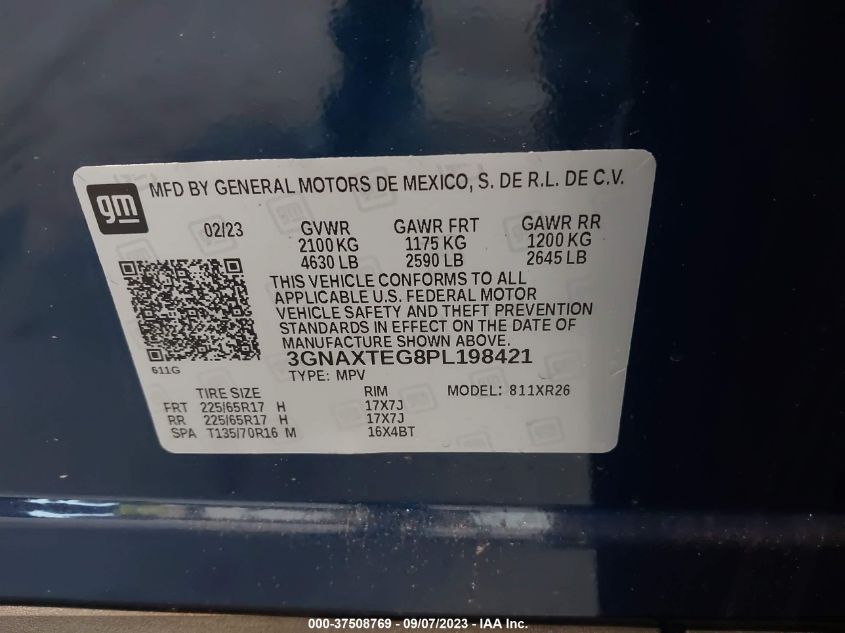 gm
MFD BY GENERAL MOTORS DE MEXICO, S. DE R.L. DE C.V.
02/23 GVWR GAWR FRT GAWR RR
2100 KG 1175 KG 1200 KG
4630 LB 2590 LB 2645 LB
THIS VEHICLE CONFORMS TO ALL
APPLICABLE U.S. FEDERAL MOTOR
VEHICLE SAFETY AND THEFT PREVENTION
STANDARDS IN EFFECT ON THE DATE OF
MANUFACTURE SHOWN ABOVE.
611G
3GNAXTEG8PL198421
TYPE: MPV
TIRE SIZE RIM MODEL: 811XR26
FRT 225/65R17 H 17X7J
RR 225/65R17 H 17X7J
SPA T135/70R16 M 16X4BT
000-37508769 - 09/07/2023 - IAA Inc.